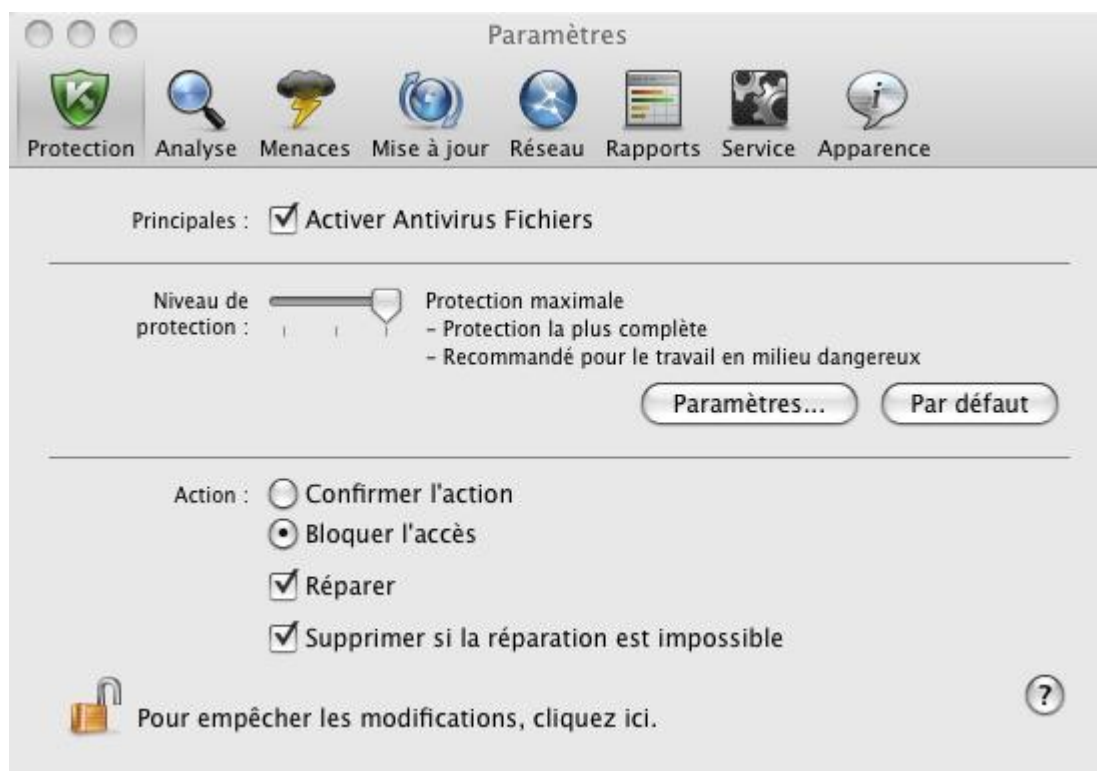 Paramètres
Protection Analyse Menaces Mise à jour Réseau Rapports Service Apparence
Principales : Activer Antivirus Fichiers
Niveau de protection :
Protection maximale
- Protection la plus complète
- Recommandé pour le travail en milieu dangereux
Paramètres... Par défaut
Action : Confirmer l'action
Bloquer l'accès
Réparer
Supprimer si la réparation est impossible
Pour empêcher les modifications, cliquez ici.
?